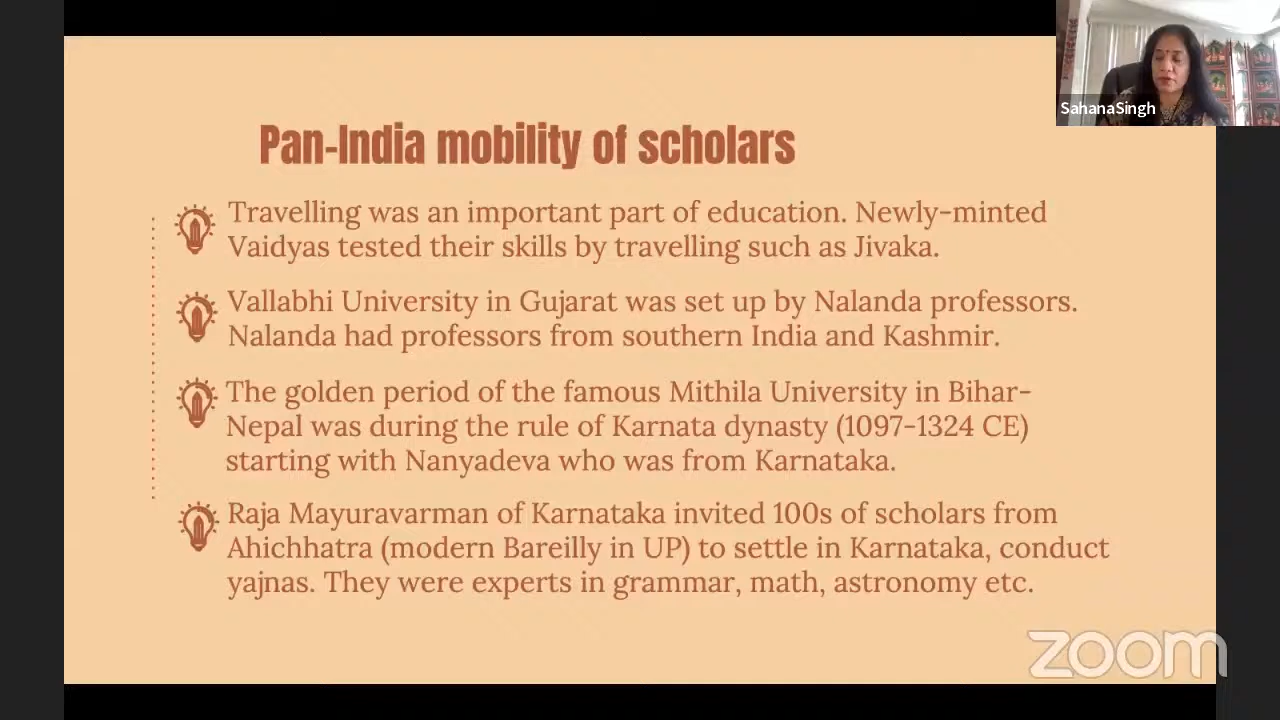 SahanaSingh
Pan-India mobility of scholars
Travelling was an important part of education. Newly-minted
Vaidyas tested their skills by travelling such as Jivaka.
Vallabhi University in Gujarat was set up by Nalanda professors.
Nalanda had professors from southern India and Kashmir.
The golden period of the famous Mithila University in Bihar-
Nepal was during the rule of Karnata dynasty (1097-1324 CE)
starting with Nanyadeva who was from Karnataka.
Raja Mayuravarman of Karnataka invited 100s of scholars from
Ahichhatra (modern Bareilly in UP) to settle in Karnataka, conduct
yajnas. They were experts in grammar, math, astronomy etc.
zoom